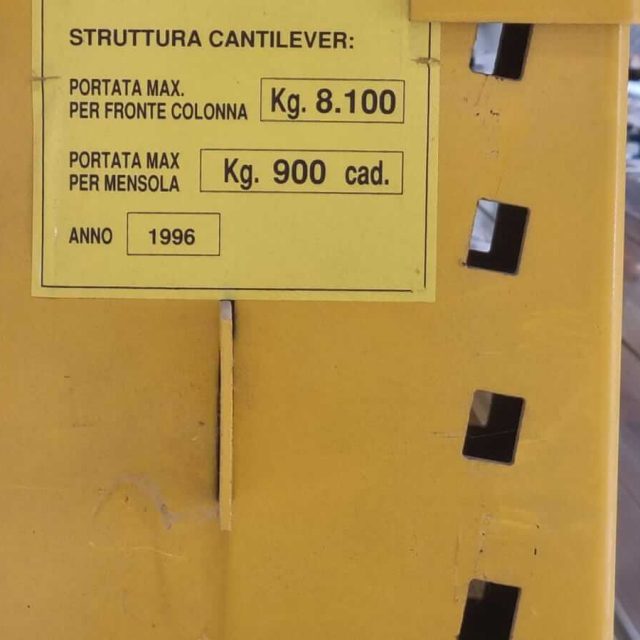 STRUTTURA CANTILEVER:
PORTATA MAX.
PER FRONTE COLONNA
Kg. 8.100
PORTATA MAX
PER MENSOLA
Kg. 900 cad.
ANNO 1996